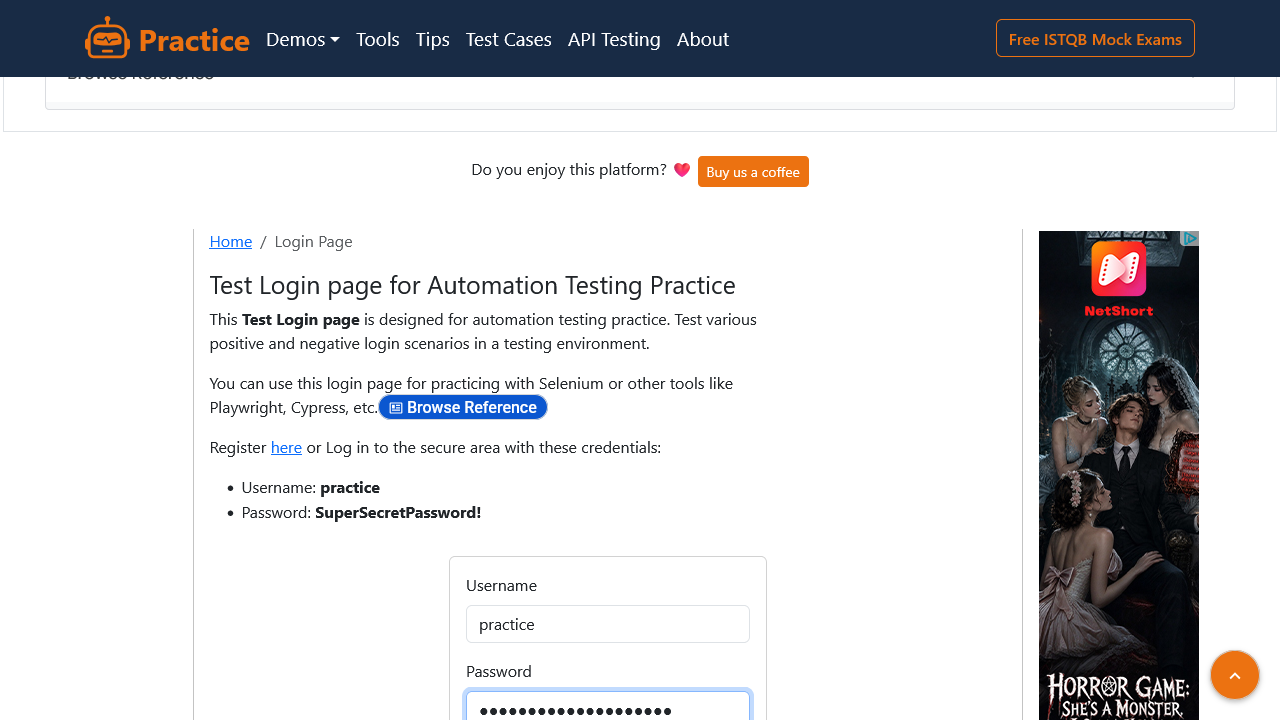 Practice
Demos
Tools
Tips
Test Cases
API Testing
About
Free ISTQB Mock Exams
Browse Reference
Do you enjoy this platform?
Buy us a coffee
Home / Login Page
Test Login page for Automation Testing Practice
This Test Login page is designed for automation testing practice. Test various
positive and negative login scenarios in a testing environment.
You can use this login page for practicing with Selenium or other tools like
Playwright, Cypress, etc. Browse Reference
Register here or Log in to the secure area with these credentials:
Username: practice
Password: SuperSecretPassword!
Username
practice
Password
••••••••••••••••••••
NetShort
HORROR GAME:
SHE'S A MONSTER,